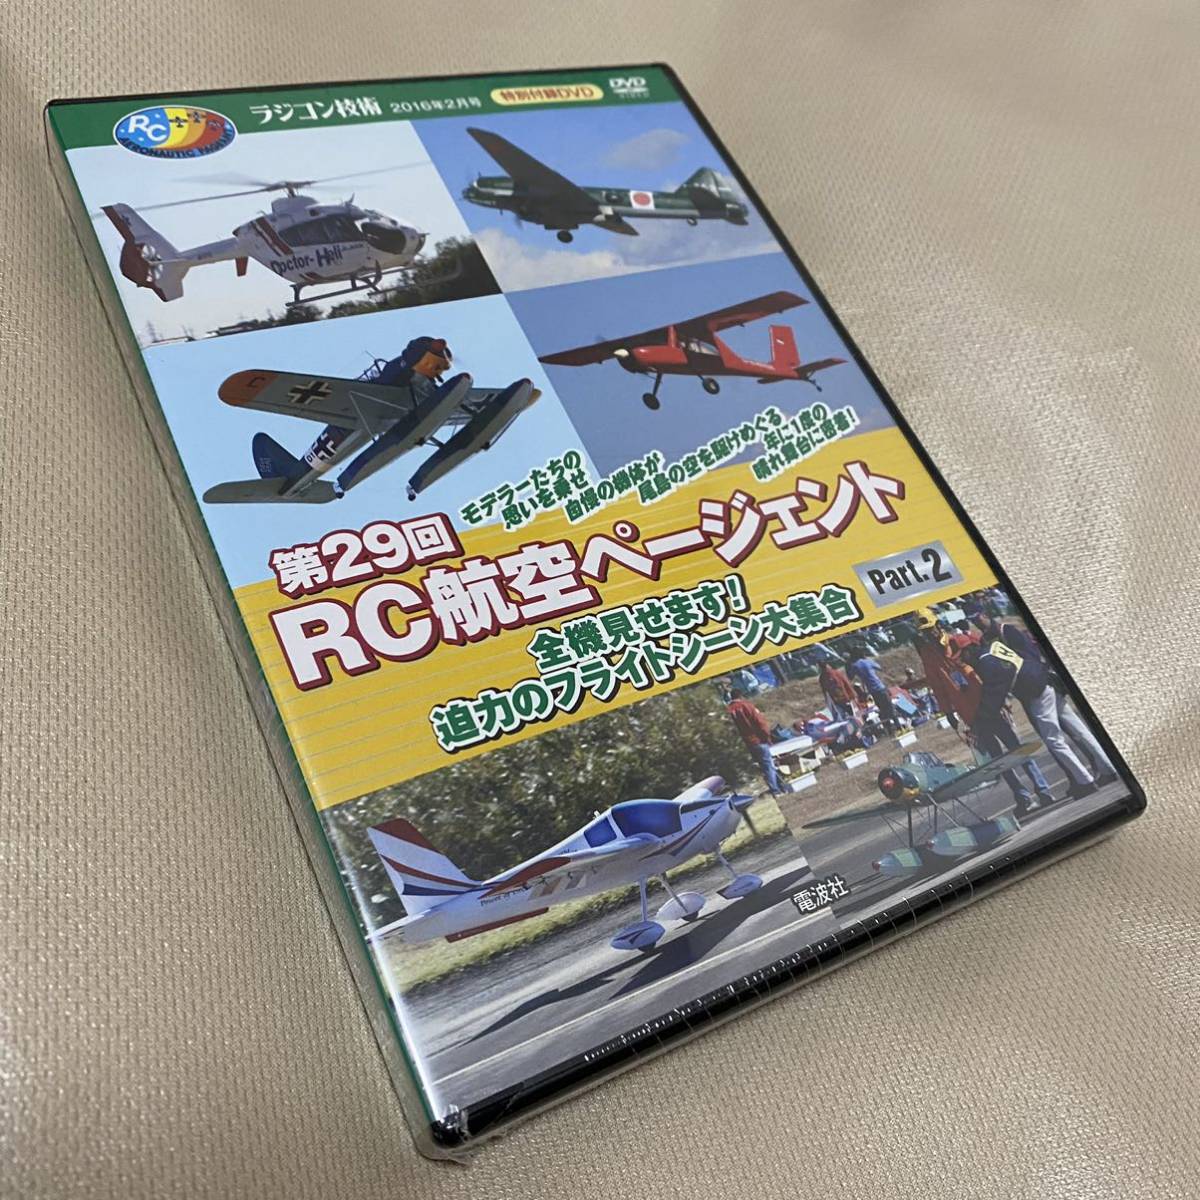 RC
AERONAUTIC PAGEANT
ラジコン技術 2016年2月号 特別付録DVD
DVD
VIDEO
Doctor-Heli
C
モデラーたちの
思いを乗せ
自慢の機体が
尾島の空を駆けめぐる
年に1度の
晴れ舞台に密着!
第29回
RC航空ページェント
Part.2
全機見せます!
迫力のフライトシーン大集合
電波社